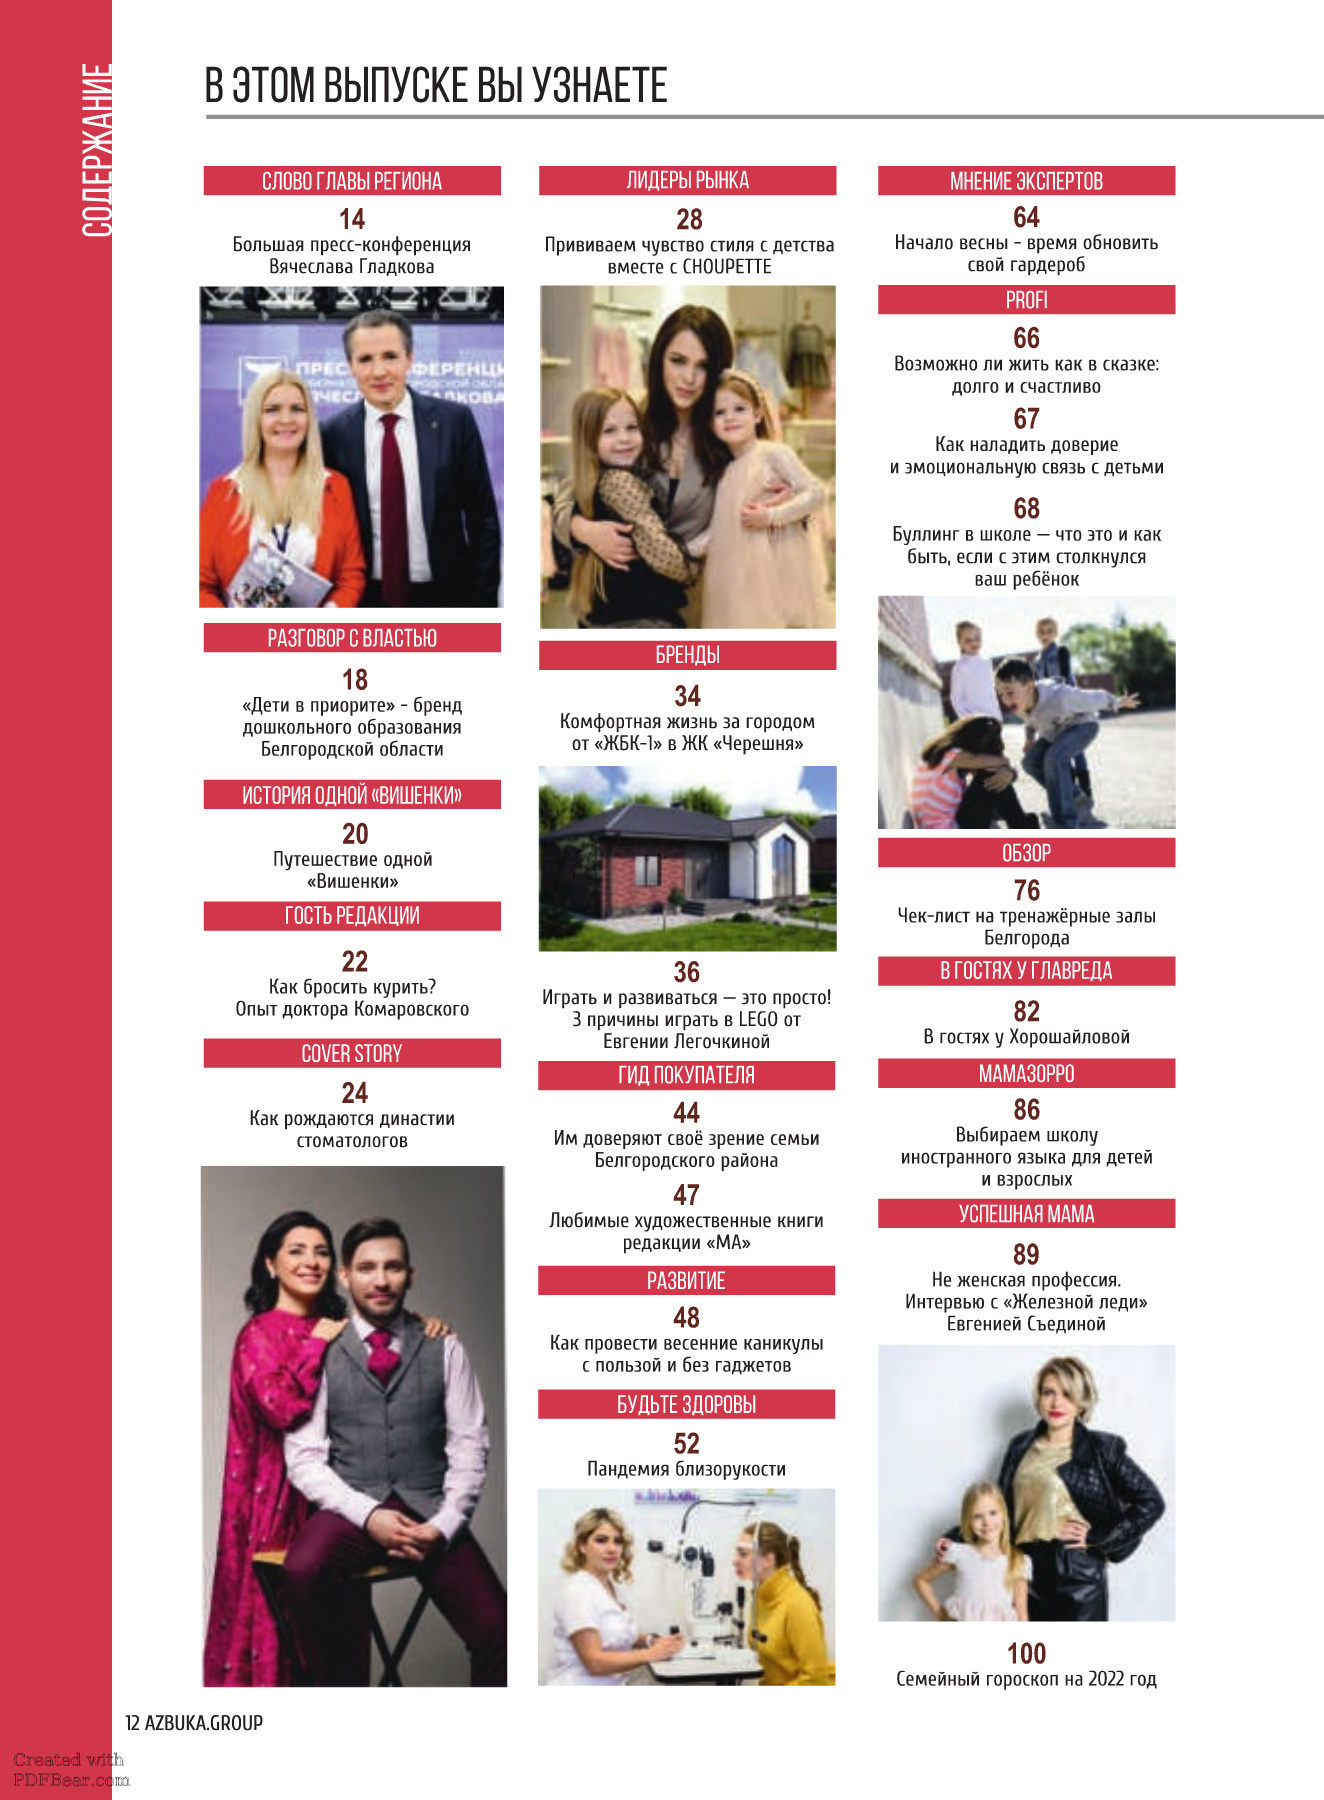 СОДЕРЖАНИЕ
В ЭТОМ ВЫПУСКЕ ВЫ УЗНАЕТЕ
СЛОВО ГЛАВЫ РЕГИОНА
14
Большая пресс-конференция
Вячеслава Гладкова
РАЗГОВОР С ВЛАСТЬЮ
18
«Дети в приорите» - бренд
дошкольного образования
Белгородской области
ИСТОРИЯ ОДНОЙ «ВИШЕНКИ»
20
Путешествие одной
«Вишенки»
ГОСТЬ РЕДАКЦИИ
22
Как бросить курить?
Опыт доктора Комаровского
COVER STORY
24
Как рождаются династии
стоматологов
ЛИДЕРЫ РЫНКА
28
Прививаем чувство стиля с детства
вместе с CHOUPETTE
БРЕНДЫ
34
Комфортная жизнь за городом
от «ЖБК-1» в ЖК «Черешня»
36
Играть и развиваться — это просто!
3 причины играть в LEGO от
Евгении Легочкиной
ГИД ПОКУПАТЕЛЯ
44
Им доверяют своё зрение семьи
Белгородского района
47
Любимые художественные книги
редакции «МА»
РАЗВИТИЕ
48
Как провести весенние каникулы
с пользой и без гаджетов
БУДЬТЕ ЗДОРОВЫ
52
Пандемия близорукости
МНЕНИЕ ЭКСПЕРТОВ
64
Начало весны - время обновить
свой гардероб
PROFI
66
Возможно ли жить как в сказке:
долго и счастливо
67
Как наладить доверие
и эмоциональную связь с детьми
68
Буллинг в школе — что это и как
быть, если с этим столкнулся
ваш ребёнок
ОБЗОР
76
Чек-лист на тренажёрные залы
Белгорода
В ГОСТЯХ У ГЛАВРЕДА
82
В гостях у Хорошайловой
МАМАЗОРРО
86
Выбираем школу
иностранного языка для детей
и взрослых
УСПЕШНАЯ МАМА
89
Не женская профессия.
Интервью с «Железной леди»
Евгенией Съединой
100
Семейный гороскоп на 2022 год
12 AZBUKA.GROUP
Created with
PDFBear.com